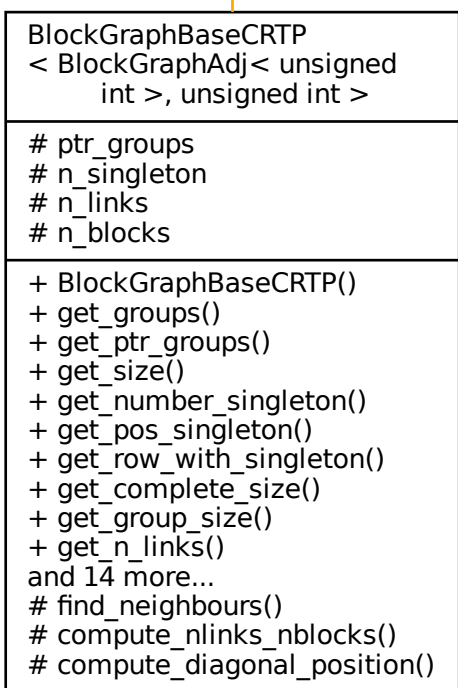 BlockGraphBaseCRTP
< BlockGraphAdj< unsigned
int >, unsigned int >
# ptr_groups
# n_singleton
# n_links
# n_blocks
+ BlockGraphBaseCRTP()
+ get_groups()
+ get_ptr_groups()
+ get_size()
+ get_number_singleton()
+ get_pos_singleton()
+ get_row_with_singleton()
+ get_complete_size()
+ get_group_size()
+ get_n_links()
and 14 more...
# find_neighbours()
# compute_nlinks_nblocks()
# compute_diagonal_position()